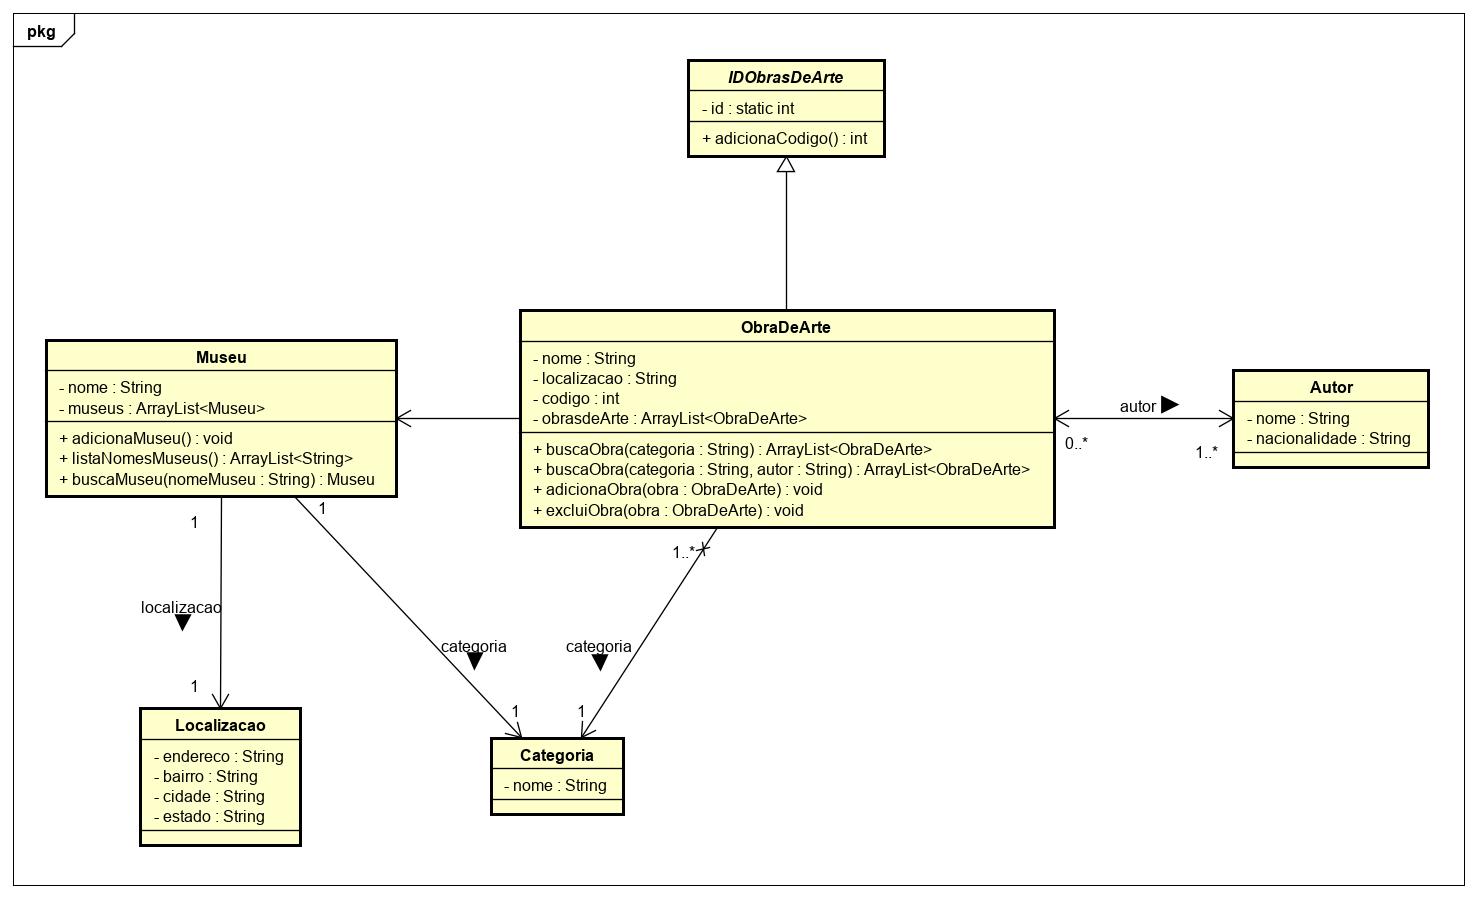 pkg
IDObrasDeArte
- id : static int
+ adicionaCodigo() : int
ObraDeArte
- nome : String
- localizacao : String
- codigo : int
- obrasdeArte : ArrayList<ObraDeArte>
+ buscaObra(categoria : String) : ArrayList<ObraDeArte>
+ buscaObra(categoria : String, autor : String) : ArrayList<ObraDeArte>
+ adicionaObra(obra : ObraDeArte) : void
+ excluiObra(obra : ObraDeArte) : void
Museu
- nome : String
- museus : ArrayList<Museu>
+ adicionaMuseu() : void
+ listaNomesMuseus() : ArrayList<String>
+ buscaMuseu(nomeMuseu : String) : Museu
autor
0..*
1..*
Autor
- nome : String
- nacionalidade : String
1
1
1..*
localizacao
categoria
categoria
1
1
1
Localizacao
- endereco : String
- bairro : String
- cidade : String
- estado : String
Categoria
- nome : String